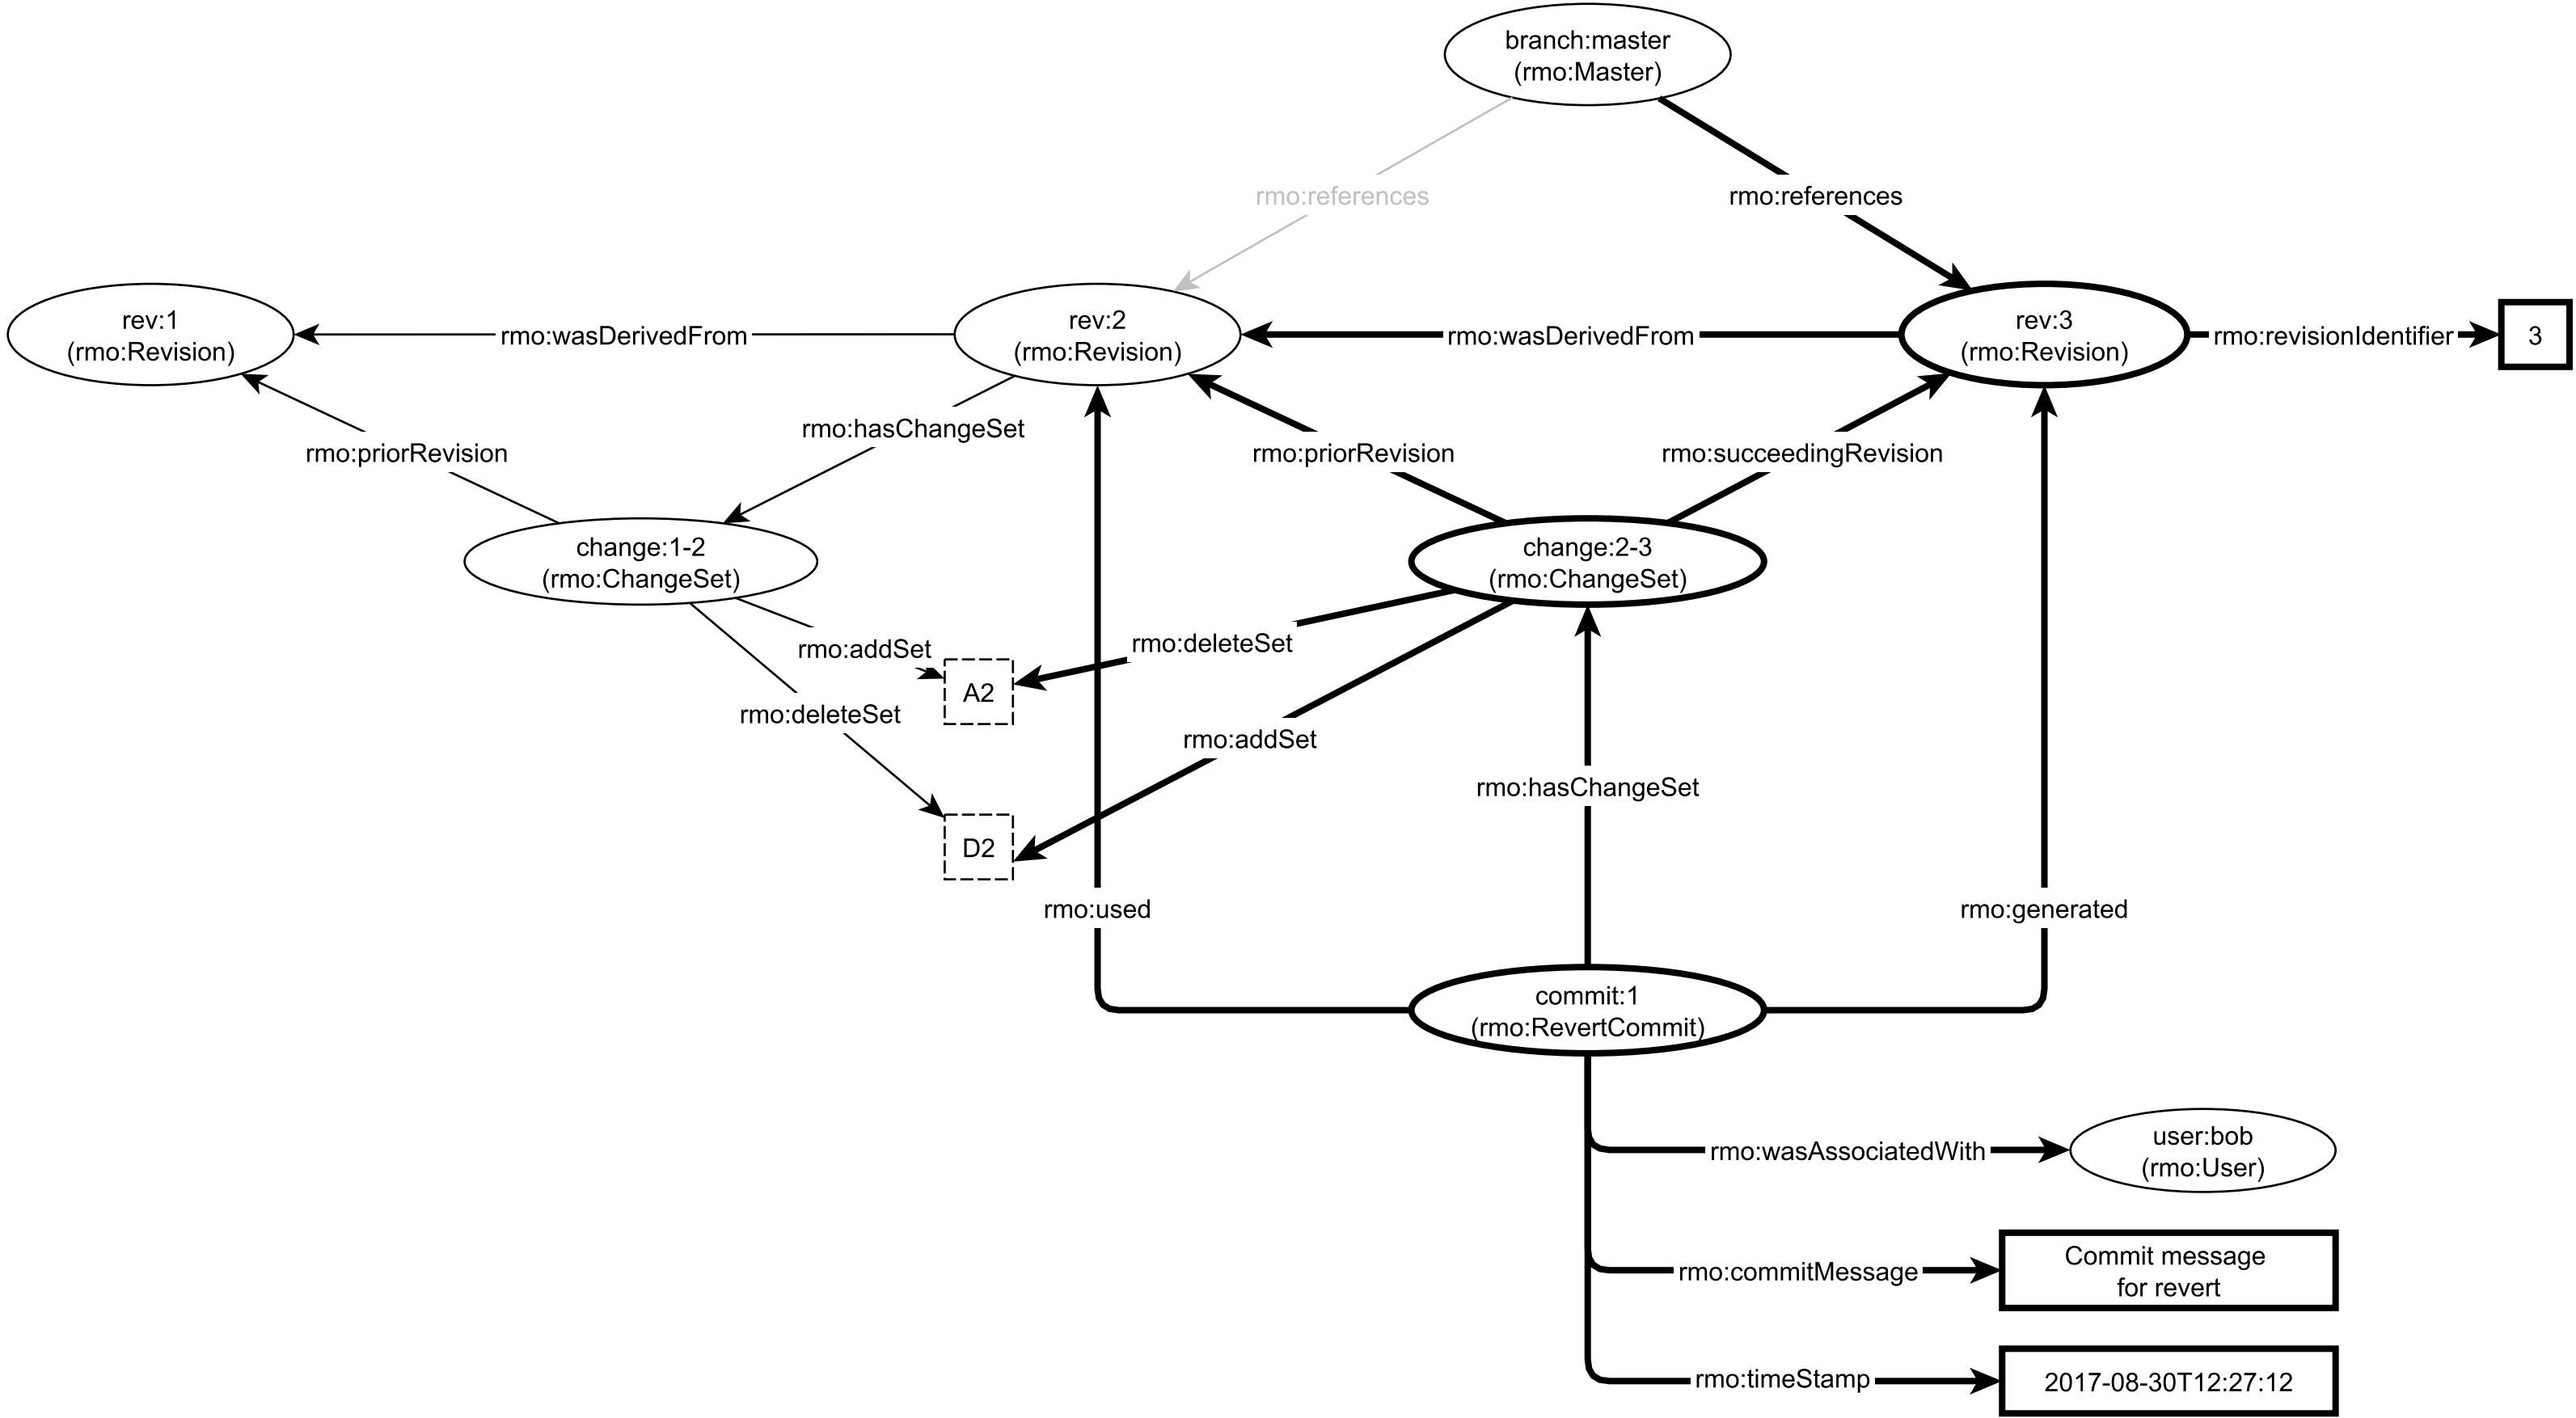 branch:master
(rmo:Master)
rmo:references
rmo:references
rev:1
(rmo:Revision)
rmo:wasDerivedFrom
rev:2
(rmo:Revision)
rmo:wasDerivedFrom
rev:3
(rmo:Revision)
rmo:revisionIdentifier
3
rmo:priorRevision
rmo:hasChangeSet
rmo:priorRevision
rmo:succeedingRevision
change:1-2
(rmo:ChangeSet)
change:2-3
(rmo:ChangeSet)
rmo:addSet
rmo:deleteSet
A2
rmo:deleteSet
rmo:addSet
rmo:hasChangeSet
D2
rmo:used
rmo:generated
commit:1
(rmo:RevertCommit)
rmo:wasAssociatedWith
user:bob
(rmo:User)
rmo:commitMessage
Commit message
for revert
rmo:timeStamp
2017-08-30T12:27:12